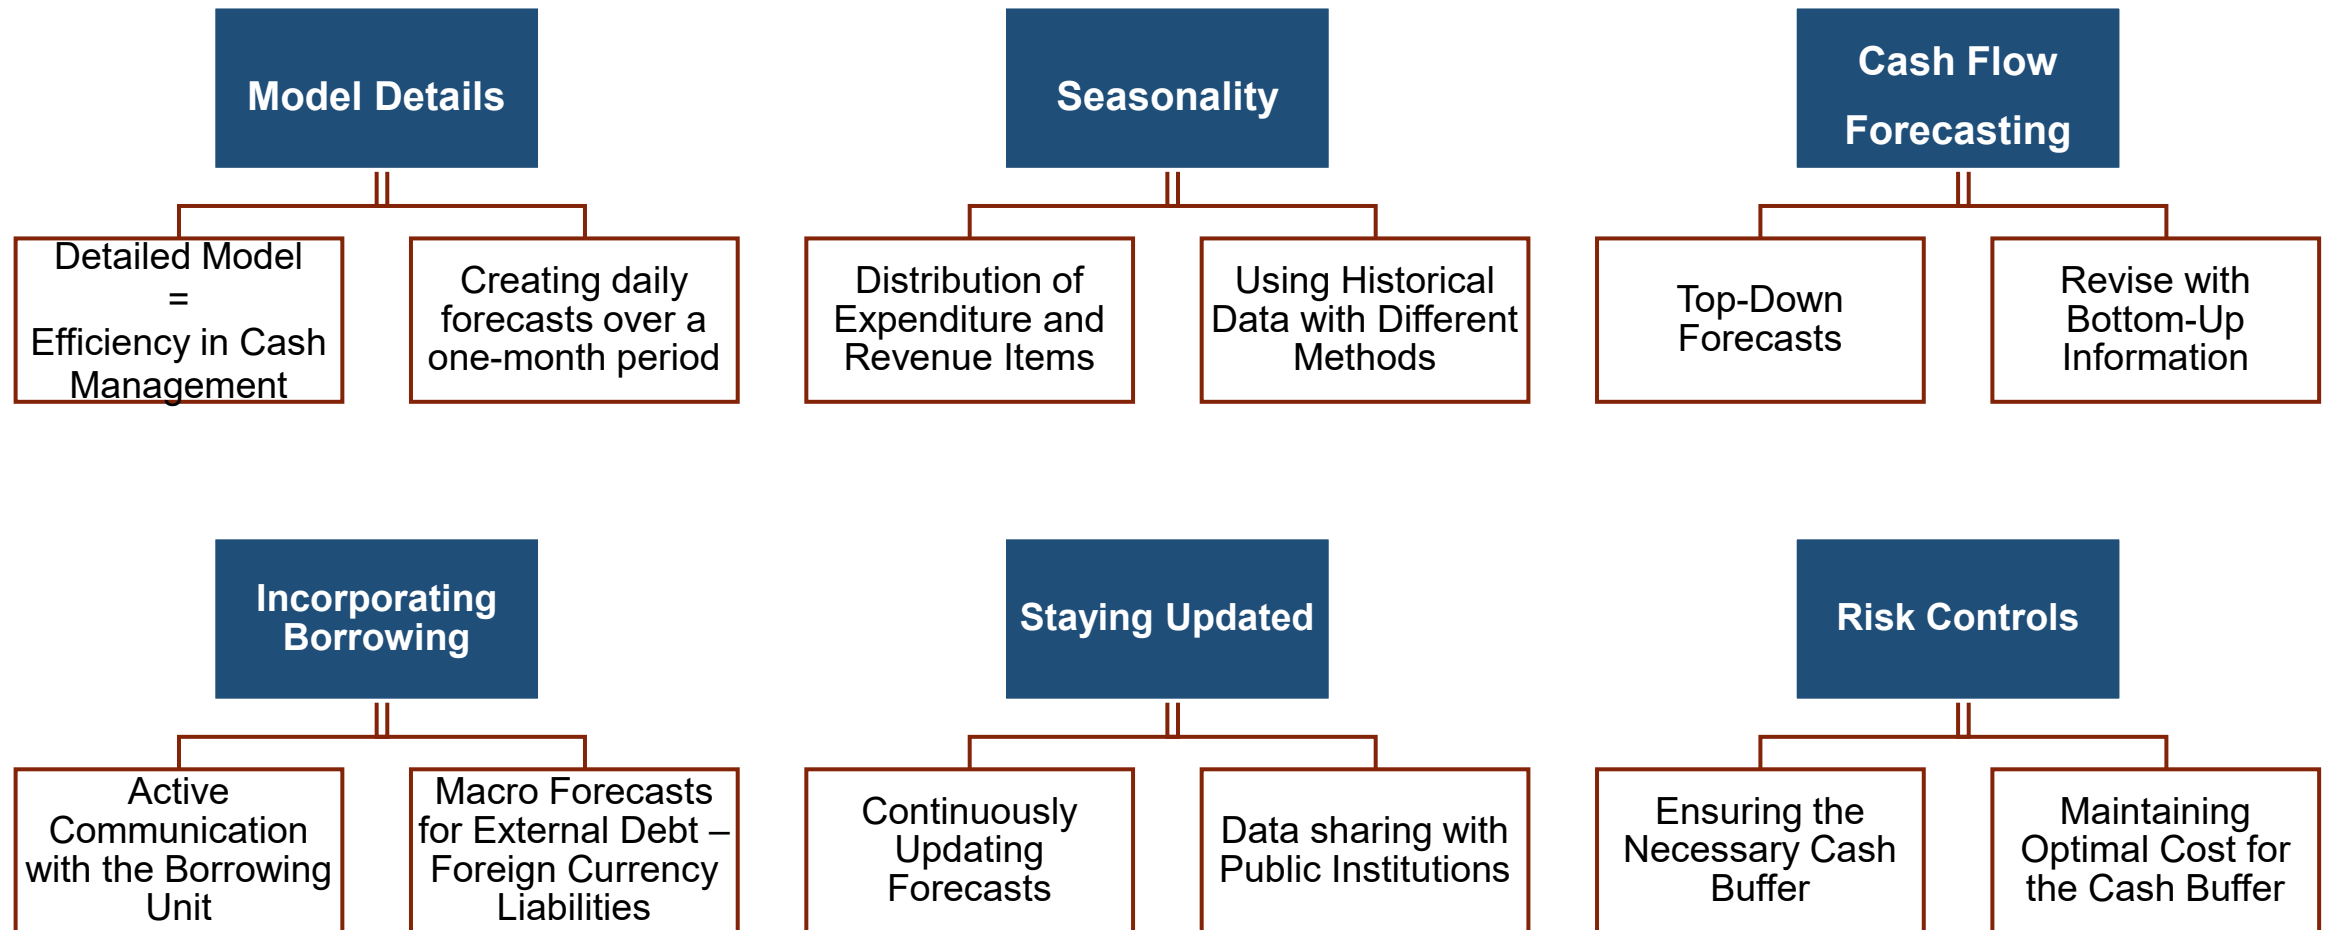 Model Details
Detailed Model
=
Efficiency in Cash
Management
Creating daily
forecasts over a
one-month period
Seasonality
Distribution of
Expenditure and
Revenue Items
Using Historical
Data with Different
Methods
Cash Flow
Forecasting
Top-Down
Forecasts
Revise with
Bottom-Up
Information
Incorporating
Borrowing
Active
Communication
with the Borrowing
Unit
Macro Forecasts
for External Debt –
Foreign Currency
Liabilities
Staying Updated
Continuously
Updating
Forecasts
Data sharing with
Public Institutions
Risk Controls
Ensuring the
Necessary Cash
Buffer
Maintaining
Optimal Cost for
the Cash Buffer